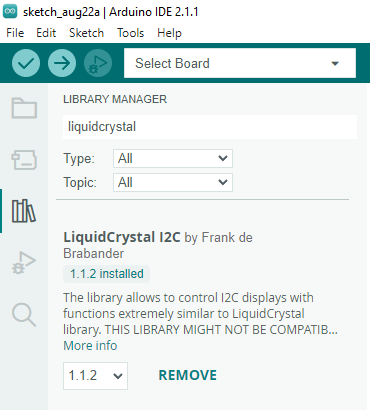 sketch_aug22a | Arduino IDE 2.1.1
File Edit Sketch Tools Help
Select Board
LIBRARY MANAGER
liquidcrystal
Type: All
Topic: All
LiquidCrystal I2C by Frank de
Brabander
1.1.2 installed
The library allows to control I2C displays with
functions extremely similar to LiquidCrystal
library. THIS LIBRARY MIGHT NOT BE COMPATIB...
More info
1.1.2 REMOVE